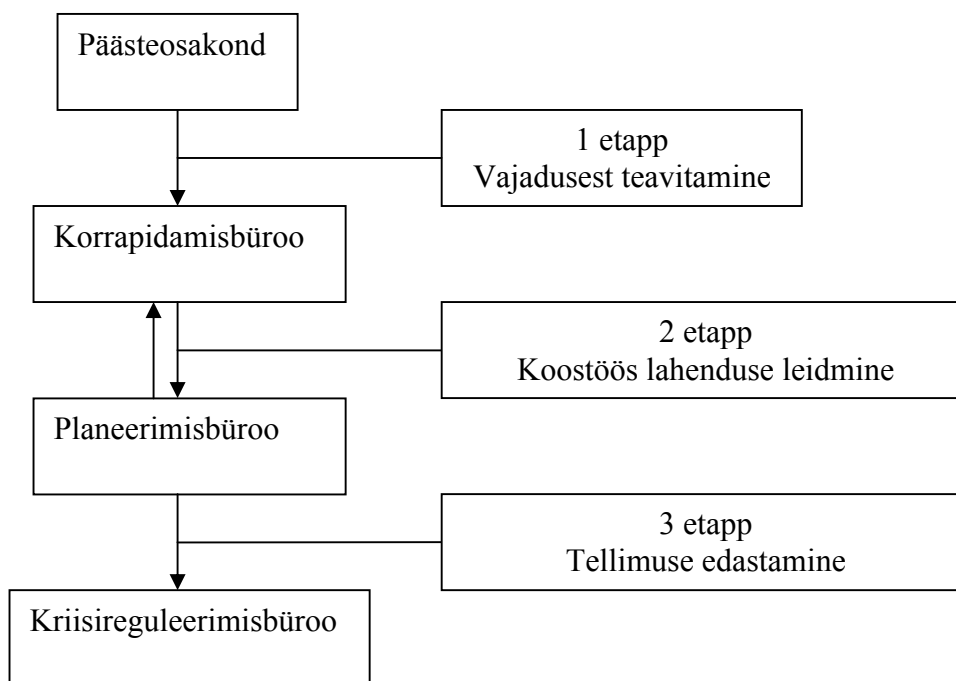 Päästeosakond
1 etapp
Vajadusest teavitamine
Korrapidamisbüroo
2 etapp
Koostöös lahenduse leidmine
Planeerimisbüroo
3 etapp
Tellimuse edastamine
Kriisireguleerimisbüroo